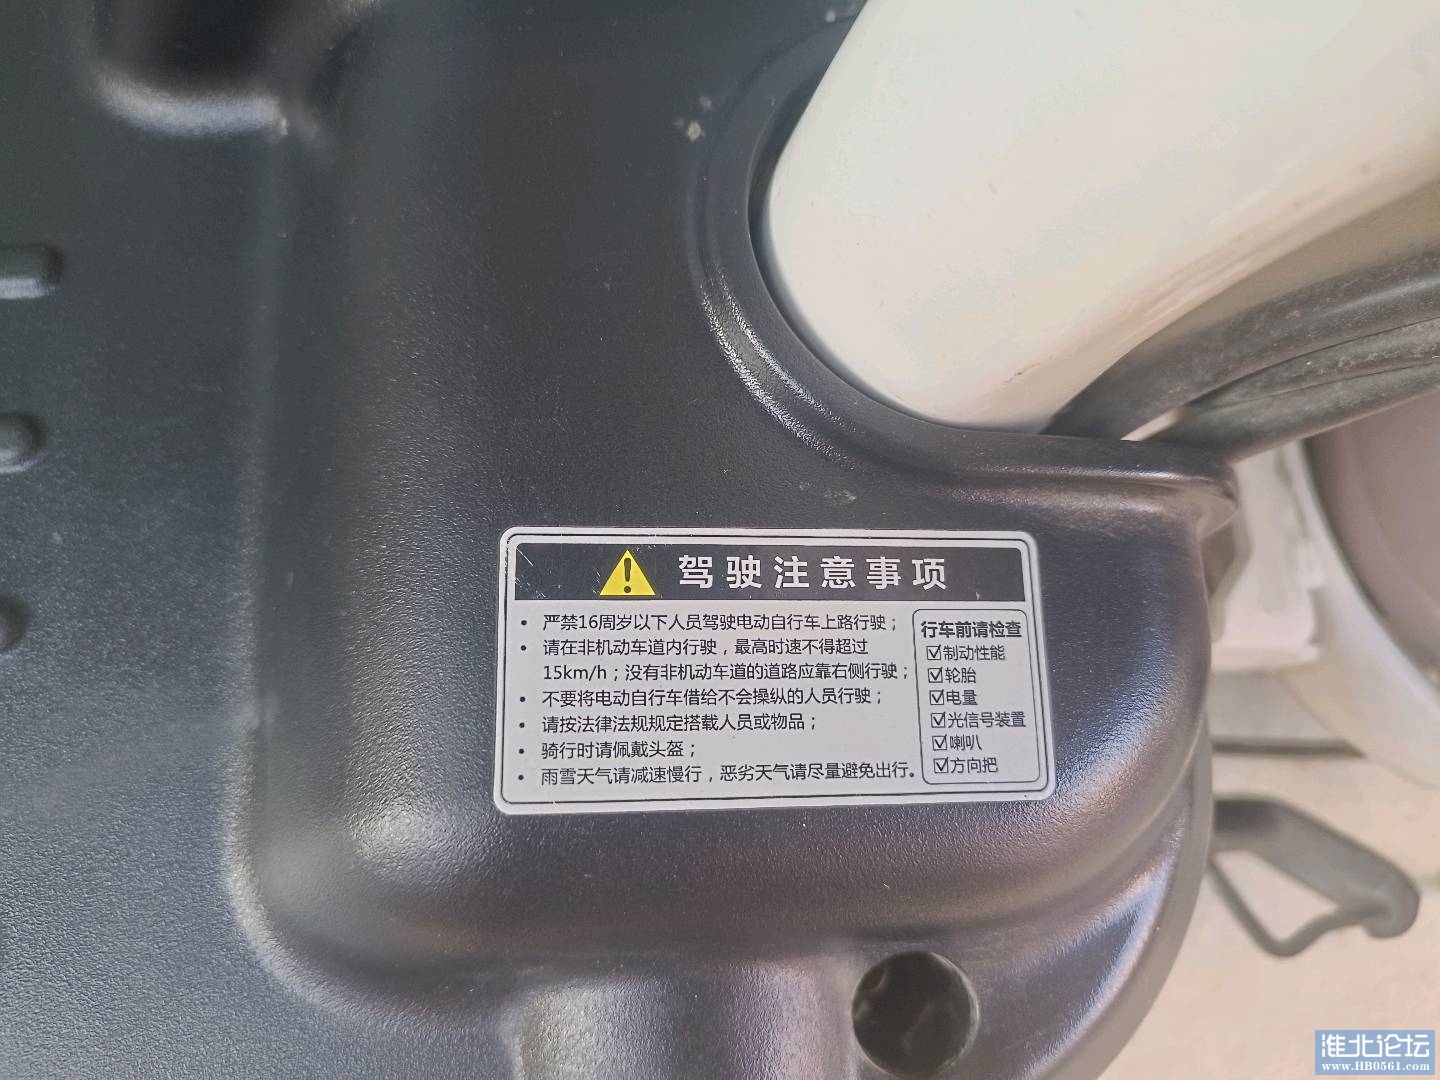 驾驶注意事项
• 严禁16周岁以下人员驾驶电动自行车上路行驶；
• 请在非机动车道内行驶，最高时速不得超过
15km/h；没有非机动车道的道路应靠右侧行驶；
• 不要将电动自行车借给不会操纵的人员行驶；
• 请按法律法规规定搭载人员或物品；
• 骑行时请佩戴头盔；
• 雨雪天气请减速慢行，恶劣天气请尽量避免出行。
行车前请检查
☑制动性能
☑轮胎
☑电量
☑光信号装置
☑喇叭
☑方向把
淮北论坛
www.HB0561.com